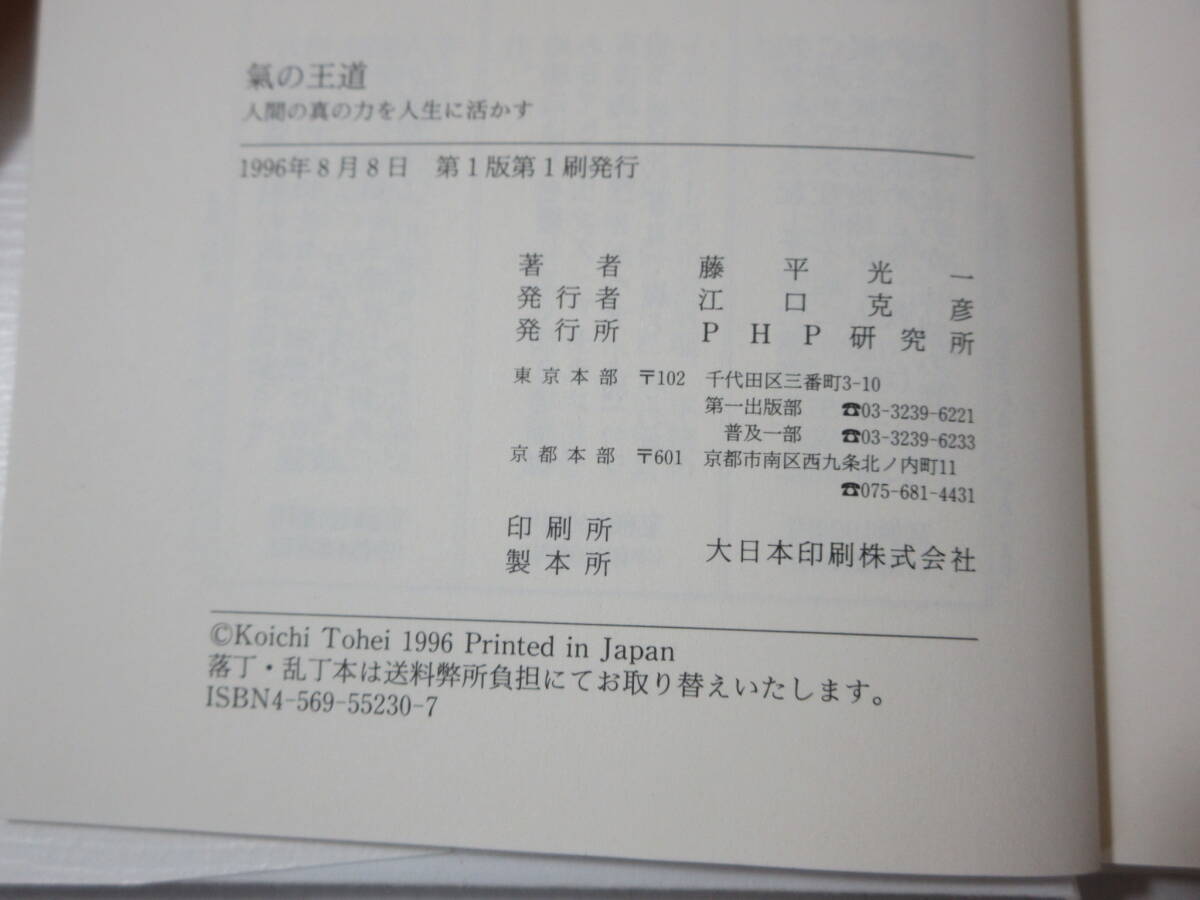 氣の王道
人間の真の力を人生に活かす
1996年8月8日　第1版第1刷発行
著者　藤平光一
発行者　江口克彦
発行所　PHP研究所
東京本部　〒102　千代田区三番町3-10
第一出版部　☎03-3239-6221
普及一部　☎03-3239-6233
京都本部　〒601　京都市南区西九条北ノ内町11
☎075-681-4431
印刷所
製本所　大日本印刷株式会社
©Koichi Tohei 1996 Printed in Japan
落丁・乱丁本は送料弊所負担にてお取り替えいたします。
ISBN4-569-55230-7